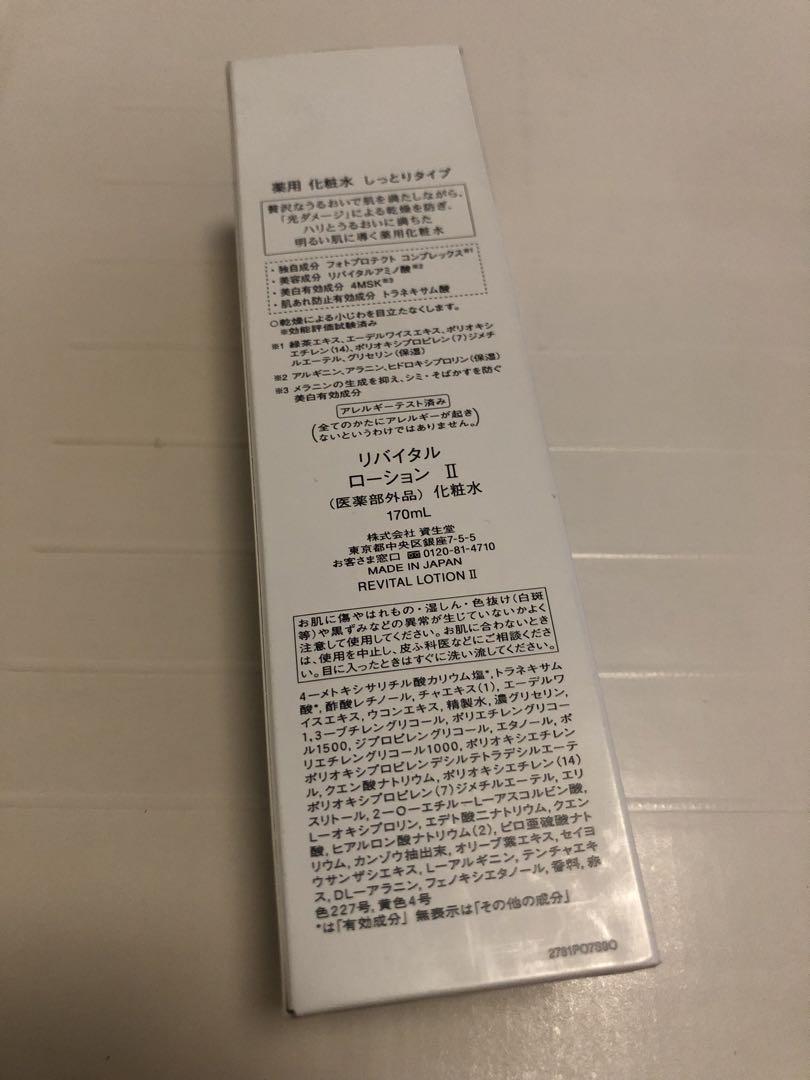 薬用 化粧水 しっとりタイプ
贅沢なうるおいで肌を満たしながら、
「光ダメージ」による乾燥を防ぎ、
ハリとうるおいに満ちた
明るい肌に導く薬用化粧水
・独自成分 フォトプロテクト コンプレックス※1
・美容成分 リバイタルアミノ酸※2
・美白有効成分 4MSK※3
・肌あれ防止有効成分 トラネキサム酸
○乾燥による小じわを目立たなくします。
※効能評価試験済み
※1 緑茶エキス、エーデルワイスエキス、ポリオキシ
エチレン(14)、ポリオキシプロピレン(7)ジメチ
ルエーテル、グリセリン(保湿)
※2 アルギニン、アラニン、ヒドロキシプロリン(保湿)
※3 メラニンの生成を抑え、シミ・そばかすを防ぐ
美白有効成分
アレルギーテスト済み
(全てのかたにアレルギーが起き
ないというわけではありません。)
リバイタル
ローション Ⅱ
(医薬部外品) 化粧水
170mL
株式会社 資生堂
東京都中央区銀座7-5-5
お客さま窓口 0120-81-4710
MADE IN JAPAN
REVITAL LOTION Ⅱ
お肌に傷やはれもの・湿しん・色抜け(白斑
等)や黒ずみなどの異常が生じていないかよく
注意して使用してください。お肌に合わないとき
は、使用を中止し、皮ふ科医などにご相談くださ
い。目に入ったときはすぐに洗い流してください。
4-メトキシサリチル酸カリウム塩*, トラネキサム
酸*, 酢酸レチノール, チャエキス(1), エーデルワ
イスエキス, ウコンエキス, 精製水, 濃グリセリン,
1,3-ブチレングリコール, ポリエチレングリコー
ル1500, ジプロピレングリコール, エタノール, ポ
リエチレングリコール1000, ポリオキシエチレン
ポリオキシプロピレンデシルテトラデシルエーテ
ル, クエン酸ナトリウム, ポリオキシエチレン(14)
ポリオキシプロピレン(7)ジメチルエーテル, エリ
スリトール, 2-O-エチル-L-アスコルビン酸,
L-オキシプロリン, エデト酸二ナトリウム, クエン
酸, ヒアルロン酸ナトリウム(2), ピロ亜硫酸ナト
リウム, カンゾウ抽出末, オリーブ葉エキス, セイヨ
ウサンザシエキス, L-アルギニン, テンチャエキ
ス, DL-アラニン, フェノキシエタノール, 香料, 赤
色227号, 黄色4号
*は「有効成分」 無表示は「その他の成分」